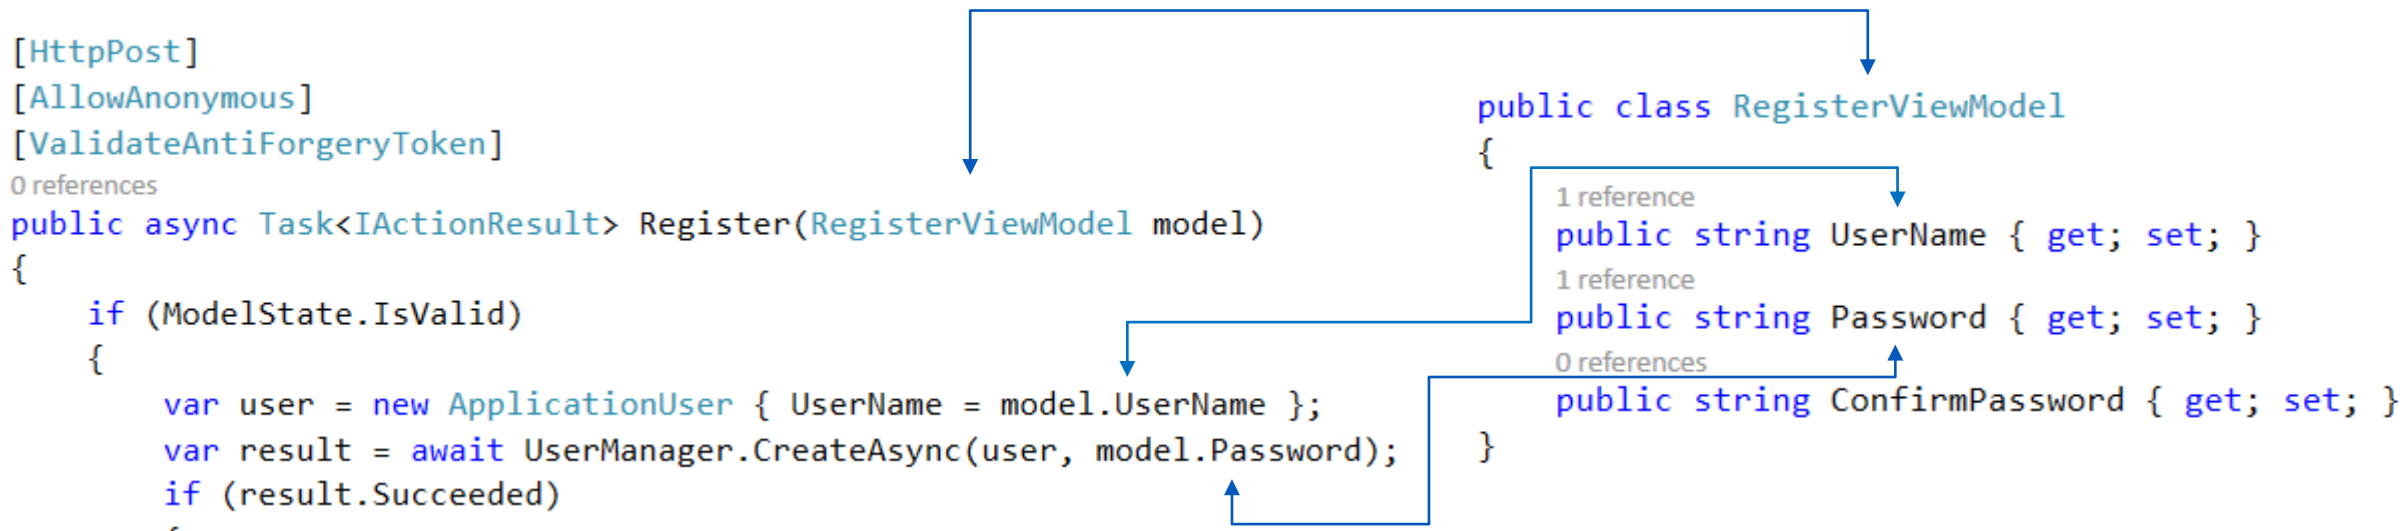 [HttpPost]
[AllowAnonymous]
[ValidateAntiForgeryToken]
0 references
public async Task<IActionResult> Register(RegisterViewModel model)
{
if (ModelState.IsValid)
{
var user = new ApplicationUser { UserName = model.UserName };
var result = await UserManager.CreateAsync(user, model.Password);
if (result.Succeeded)
public class RegisterViewModel
{
1 reference
public string UserName { get; set; }
1 reference
public string Password { get; set; }
0 references
public string ConfirmPassword { get; set; }
}